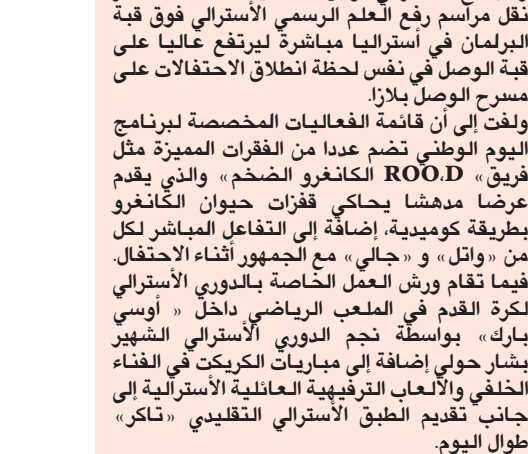 نقل مراسم رفع العلم الرسمي الأسترالي فوق قبة
البرلمان في أستراليا مباشرة ليرتفع عاليا على
قبة الوصل في نفس لحظة انطلاق الاحتفالات على
مسرح الوصل بلازا.
ولفت إلى أن قائمة الفعاليات المخصصة لبرنامج
اليوم الوطني تضم عددا من الفقرات المميزة مثل
فريق» ROO.D الكانغرو الضخم» والذي يقدم
عرضا مدهشا يحاكي قفزات حيوان الكانغرو
بطريقة كوميدية، إضافة إلى التفاعل المباشر لكل
من «واتل» و «جالي» مع الجمهور أثناء الاحتفال.
فيما تقام ورش العمل الخاصة بالدوري الأسترالي
لكرة القدم في الملعب الرياضي داخل « أوسي
بارك» بواسطة نجم الدوري الأسترالي الشهير
بشار حولي إضافة إلى مباريات الكريكت في الفناء
الخلفي والألعاب الترفيهية العائلية الأسترالية إلى
جانب تقديم الطبق الأسترالي التقليدي «تاكر»
طوال اليوم.